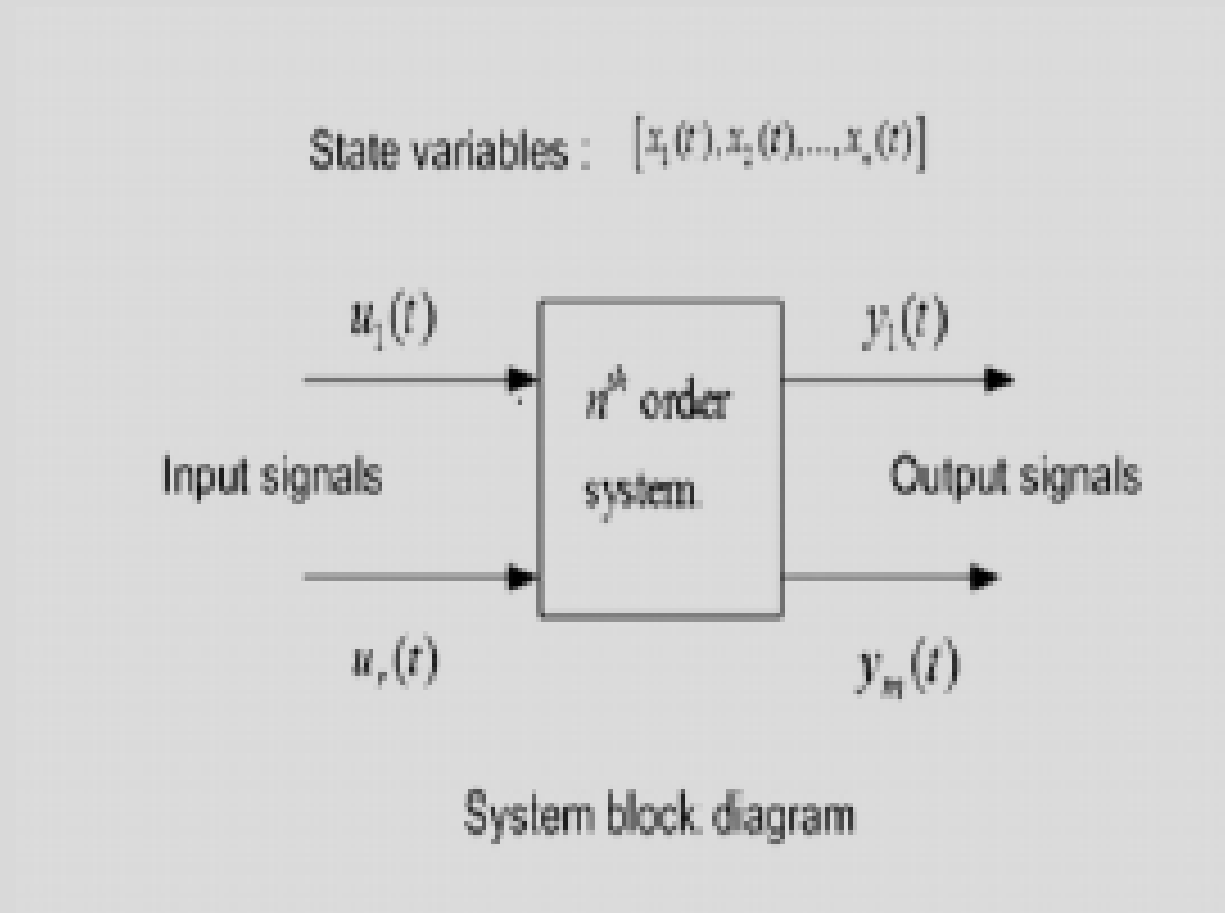 State variables : [x₁(t),x₂(t),...,xₙ(t)]
u₁(t)
y₁(t)
nᵗʰ order
system.
Input signals
Output signals
uᵣ(t)
yₘ(t)
System block diagram